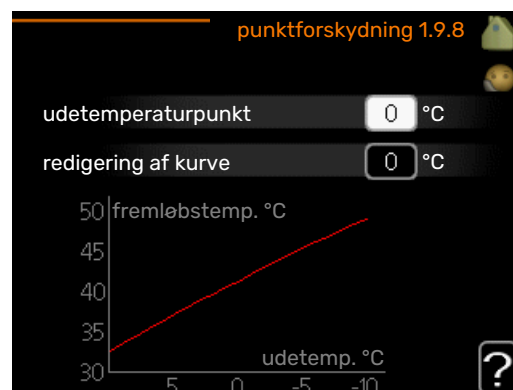 punktforskydning 1.9.8
udetemperaturpunkt 0 °C
redigering af kurve 0 °C
50 fremløbstemp. °C
45
40
35
udetemp. °C
30
5 0 -5 -10
?